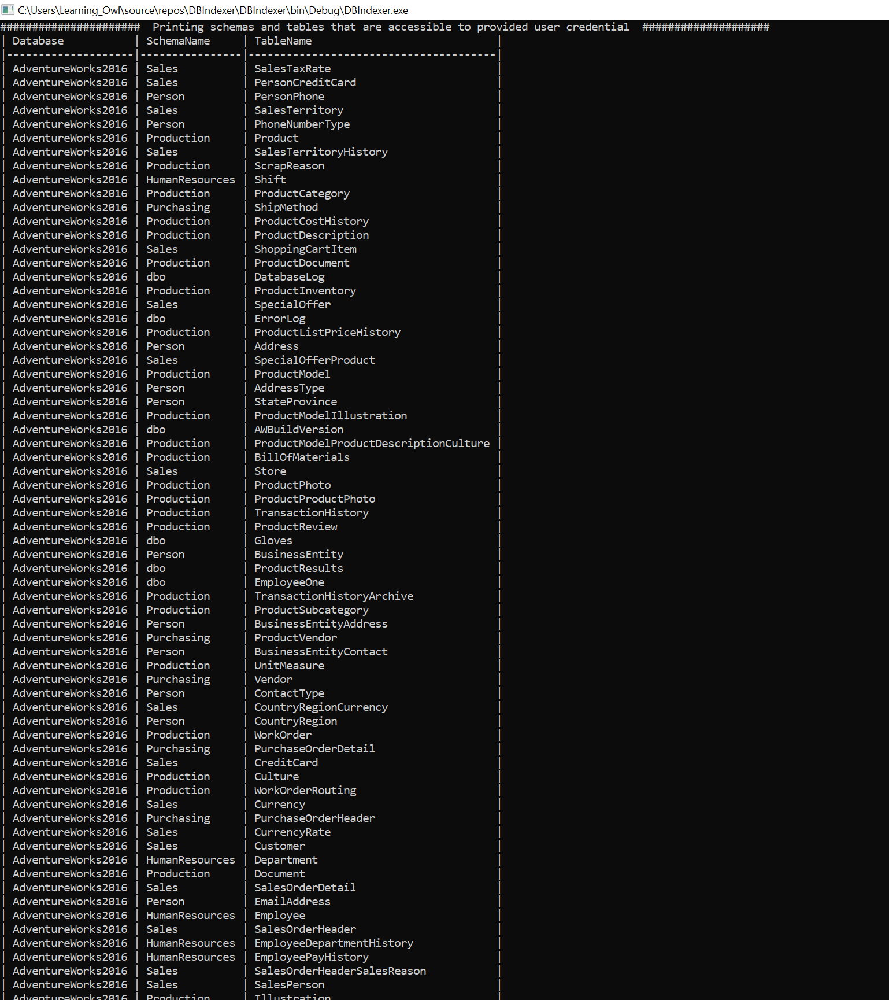 C:\Users\Learning_Owl\source\repos\DBIndexer\DBIndexer\bin\Debug\DBIndexer.exe
######################  Printing schemas and tables that are accessible to provided user credential  ####################
| Database           | SchemaName     | TableName                             |
|--------------------|----------------|---------------------------------------|
| AdventureWorks2016 | Sales          | SalesTaxRate                          |
| AdventureWorks2016 | Sales          | PersonCreditCard                      |
| AdventureWorks2016 | Person         | PersonPhone                           |
| AdventureWorks2016 | Sales          | SalesTerritory                        |
| AdventureWorks2016 | Person         | PhoneNumberType                       |
| AdventureWorks2016 | Production     | Product                               |
| AdventureWorks2016 | Sales          | SalesTerritoryHistory                 |
| AdventureWorks2016 | Production     | ScrapReason                           |
| AdventureWorks2016 | HumanResources | Shift                                 |
| AdventureWorks2016 | Production     | ProductCategory                       |
| AdventureWorks2016 | Purchasing     | ShipMethod                            |
| AdventureWorks2016 | Production     | ProductCostHistory                    |
| AdventureWorks2016 | Production     | ProductDescription                    |
| AdventureWorks2016 | Sales          | ShoppingCartItem                      |
| AdventureWorks2016 | Production     | ProductDocument                       |
| AdventureWorks2016 | dbo            | DatabaseLog                           |
| AdventureWorks2016 | Production     | ProductInventory                      |
| AdventureWorks2016 | Sales          | SpecialOffer                          |
| AdventureWorks2016 | dbo            | ErrorLog                              |
| AdventureWorks2016 | Production     | ProductListPriceHistory               |
| AdventureWorks2016 | Person         | Address                               |
| AdventureWorks2016 | Sales          | SpecialOfferProduct                   |
| AdventureWorks2016 | Production     | ProductModel                          |
| AdventureWorks2016 | Person         | AddressType                           |
| AdventureWorks2016 | Person         | StateProvince                         |
| AdventureWorks2016 | Production     | ProductModelIllustration              |
| AdventureWorks2016 | dbo            | AWBuildVersion                        |
| AdventureWorks2016 | Production     | ProductModelProductDescriptionCulture |
| AdventureWorks2016 | Production     | BillOfMaterials                       |
| AdventureWorks2016 | Sales          | Store                                 |
| AdventureWorks2016 | Production     | ProductPhoto                          |
| AdventureWorks2016 | Production     | ProductProductPhoto                   |
| AdventureWorks2016 | Production     | TransactionHistory                    |
| AdventureWorks2016 | Production     | ProductReview                         |
| AdventureWorks2016 | dbo            | Gloves                                |
| AdventureWorks2016 | Person         | BusinessEntity                        |
| AdventureWorks2016 | dbo            | ProductResults                        |
| AdventureWorks2016 | dbo            | EmployeeOne                           |
| AdventureWorks2016 | Production     | TransactionHistoryArchive             |
| AdventureWorks2016 | Production     | ProductSubcategory                    |
| AdventureWorks2016 | Person         | BusinessEntityAddress                 |
| AdventureWorks2016 | Purchasing     | ProductVendor                         |
| AdventureWorks2016 | Person         | BusinessEntityContact                 |
| AdventureWorks2016 | Production     | UnitMeasure                           |
| AdventureWorks2016 | Purchasing     | Vendor                                |
| AdventureWorks2016 | Person         | ContactType                           |
| AdventureWorks2016 | Sales          | CountryRegionCurrency                 |
| AdventureWorks2016 | Person         | CountryRegion                         |
| AdventureWorks2016 | Production     | WorkOrder                             |
| AdventureWorks2016 | Purchasing     | PurchaseOrderDetail                   |
| AdventureWorks2016 | Sales          | CreditCard                            |
| AdventureWorks2016 | Production     | Culture                               |
| AdventureWorks2016 | Production     | WorkOrderRouting                      |
| AdventureWorks2016 | Sales          | Currency                              |
| AdventureWorks2016 | Purchasing     | PurchaseOrderHeader                   |
| AdventureWorks2016 | Sales          | CurrencyRate                          |
| AdventureWorks2016 | Sales          | Customer                              |
| AdventureWorks2016 | HumanResources | Department                            |
| AdventureWorks2016 | Production     | Document                              |
| AdventureWorks2016 | Sales          | SalesOrderDetail                      |
| AdventureWorks2016 | Person         | EmailAddress                          |
| AdventureWorks2016 | HumanResources | Employee                              |
| AdventureWorks2016 | Sales          | SalesOrderHeader                      |
| AdventureWorks2016 | HumanResources | EmployeeDepartmentHistory             |
| AdventureWorks2016 | HumanResources | EmployeePayHistory                    |
| AdventureWorks2016 | Sales          | SalesOrderHeaderSalesReason           |
| AdventureWorks2016 | Sales          | SalesPerson                           |
| AdventureWorks2016 | Production     | Illustration                          |